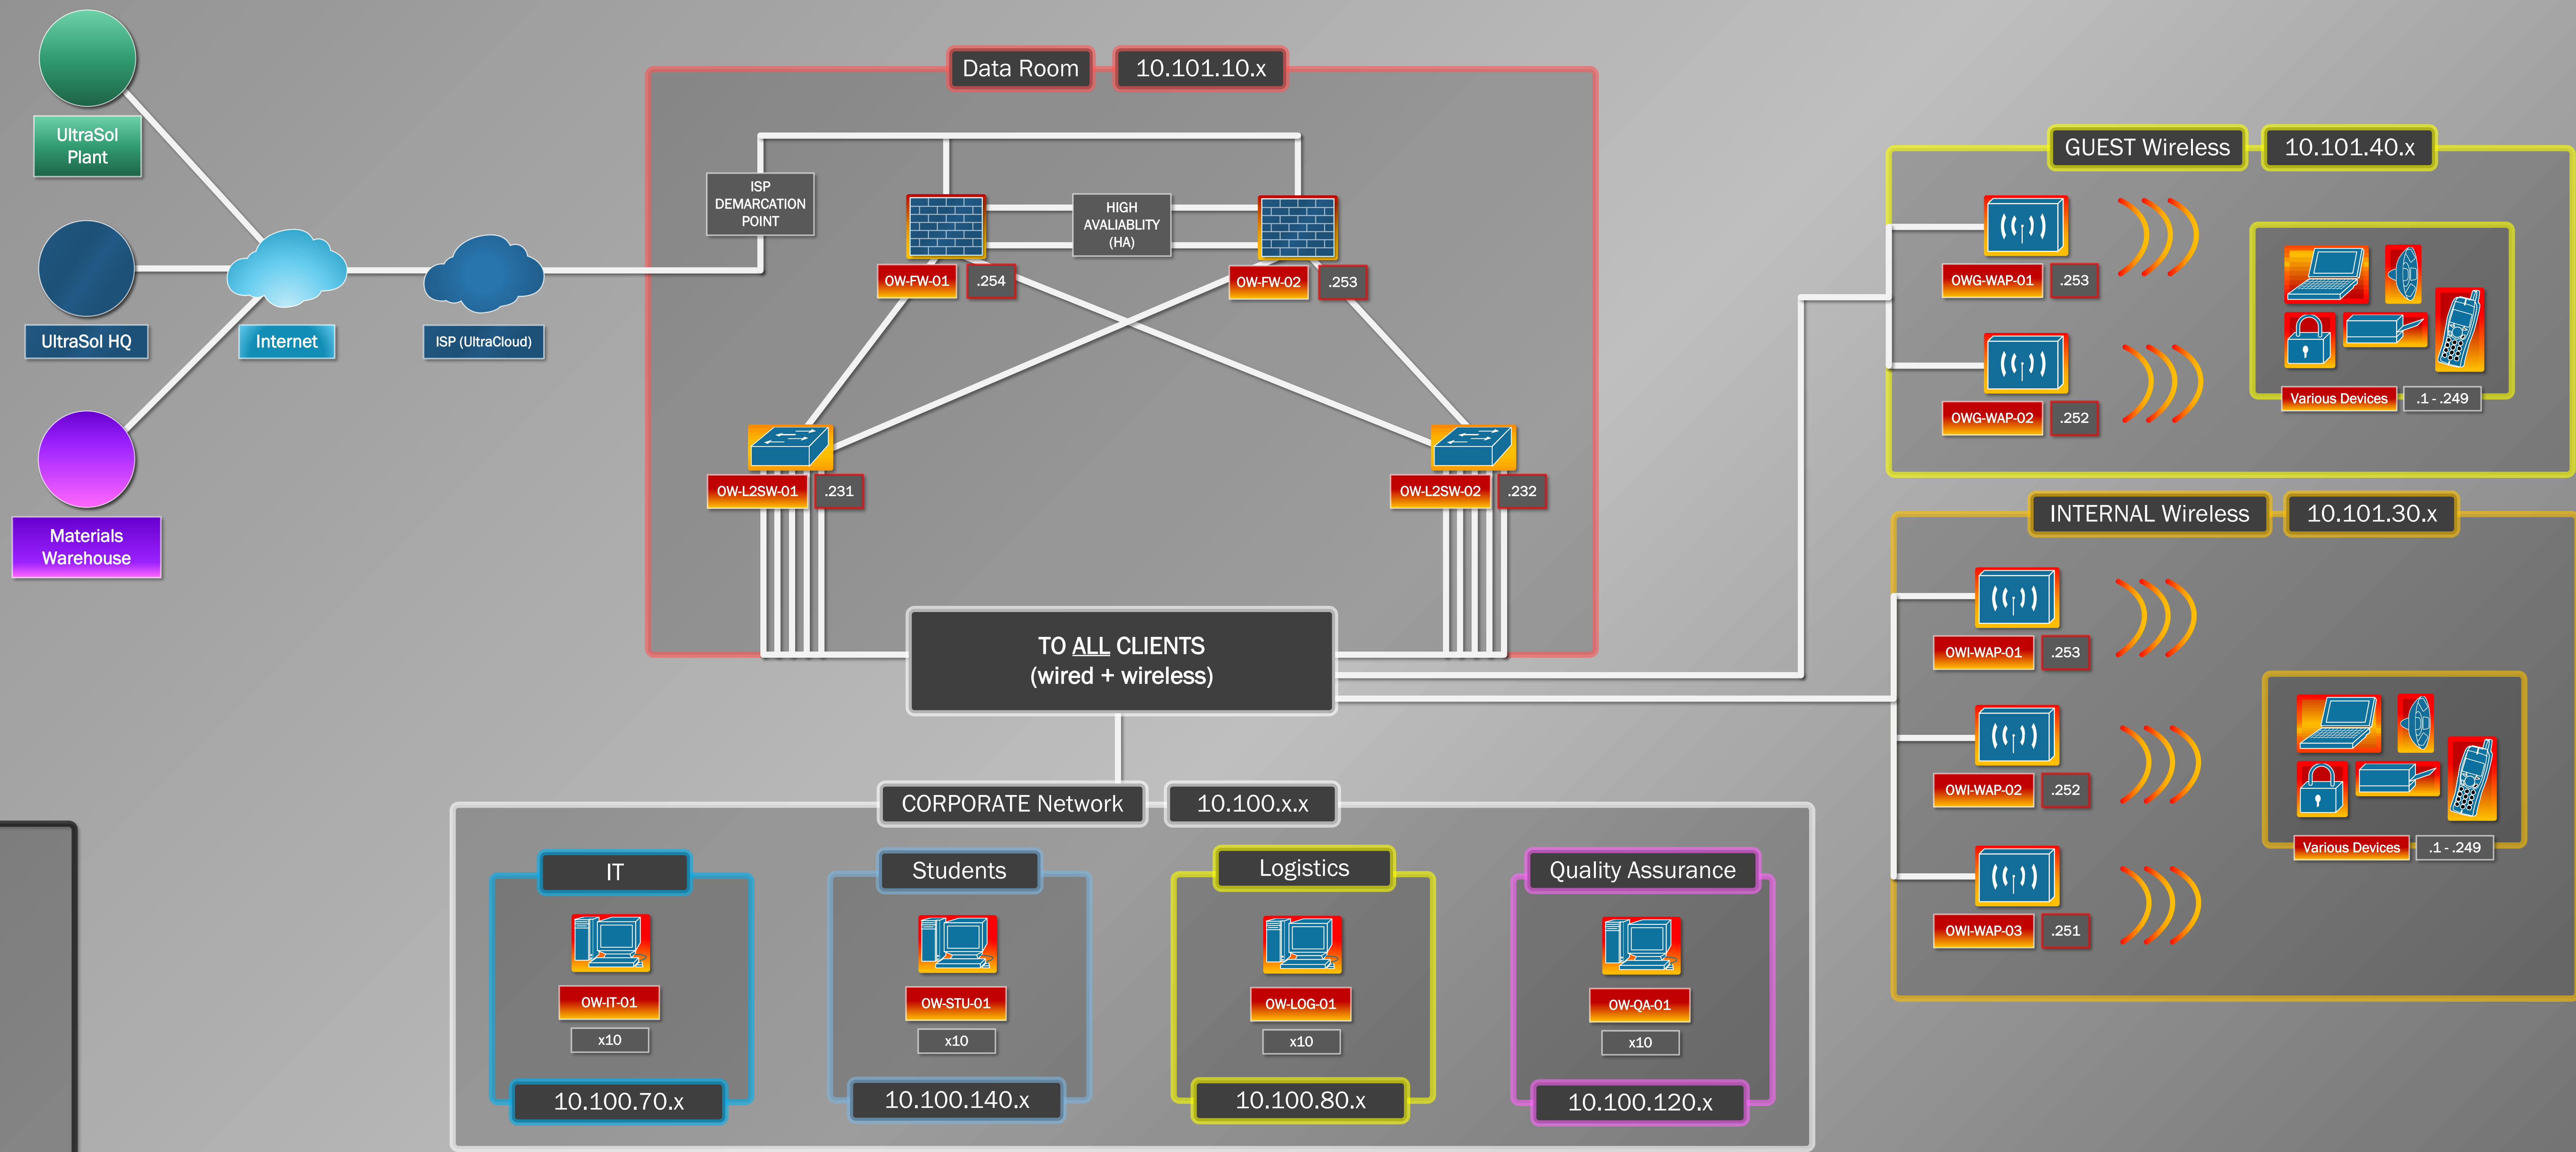 UltraSol
Plant
UltraSol HQ
Materials
Warehouse
Internet
ISP (UltraCloud)
Data Room
10.101.10.x
ISP
DEMARCATION
POINT
HIGH
AVALIABLITY
(HA)
OW-FW-01
.254
OW-FW-02
.253
OW-L2SW-01
.231
OW-L2SW-02
.232
TO ALL CLIENTS
(wired + wireless)
GUEST Wireless
10.101.40.x
OWG-WAP-01
.253
OWG-WAP-02
.252
Various Devices
.1 - .249
INTERNAL Wireless
10.101.30.x
OWI-WAP-01
.253
OWI-WAP-02
.252
OWI-WAP-03
.251
Various Devices
.1 - .249
CORPORATE Network
10.100.x.x
IT
OW-IT-01
x10
10.100.70.x
Students
OW-STU-01
x10
10.100.140.x
Logistics
OW-LOG-01
x10
10.100.80.x
Quality Assurance
OW-QA-01
x10
10.100.120.x